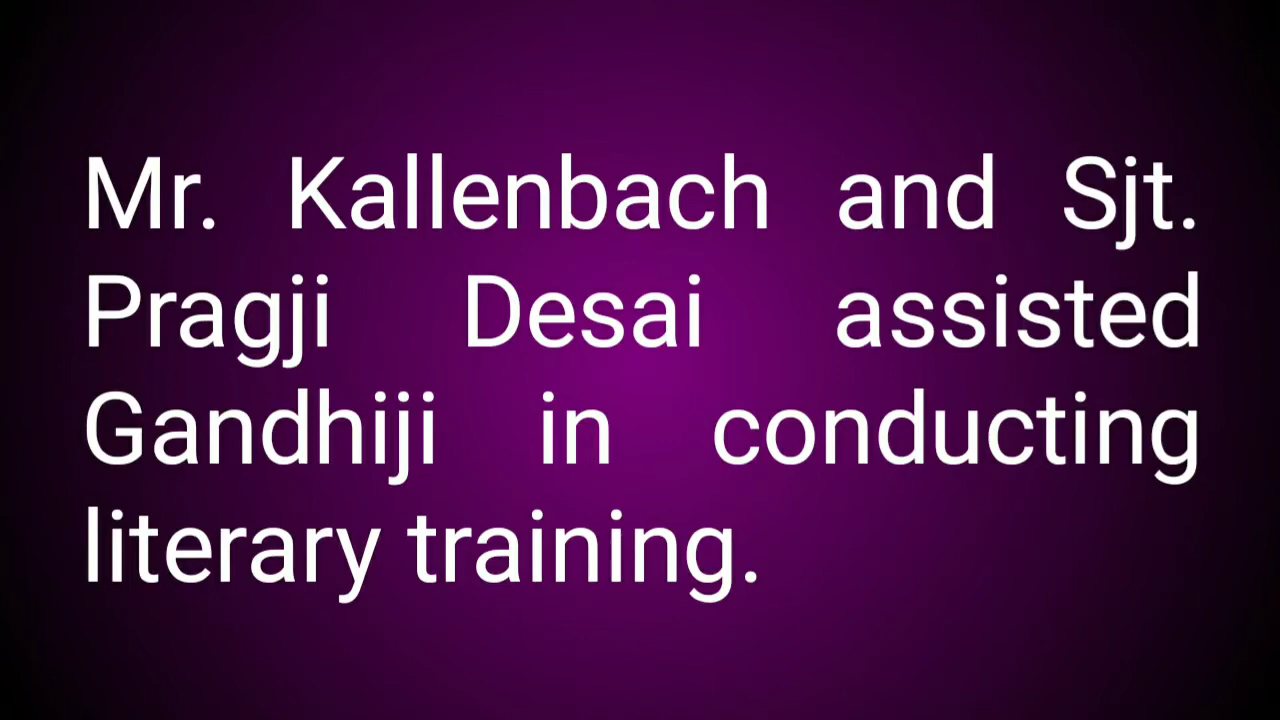 Mr. Kallenbach and Sjt.
Pragji Desai assisted
Gandhiji in conducting
literary training.